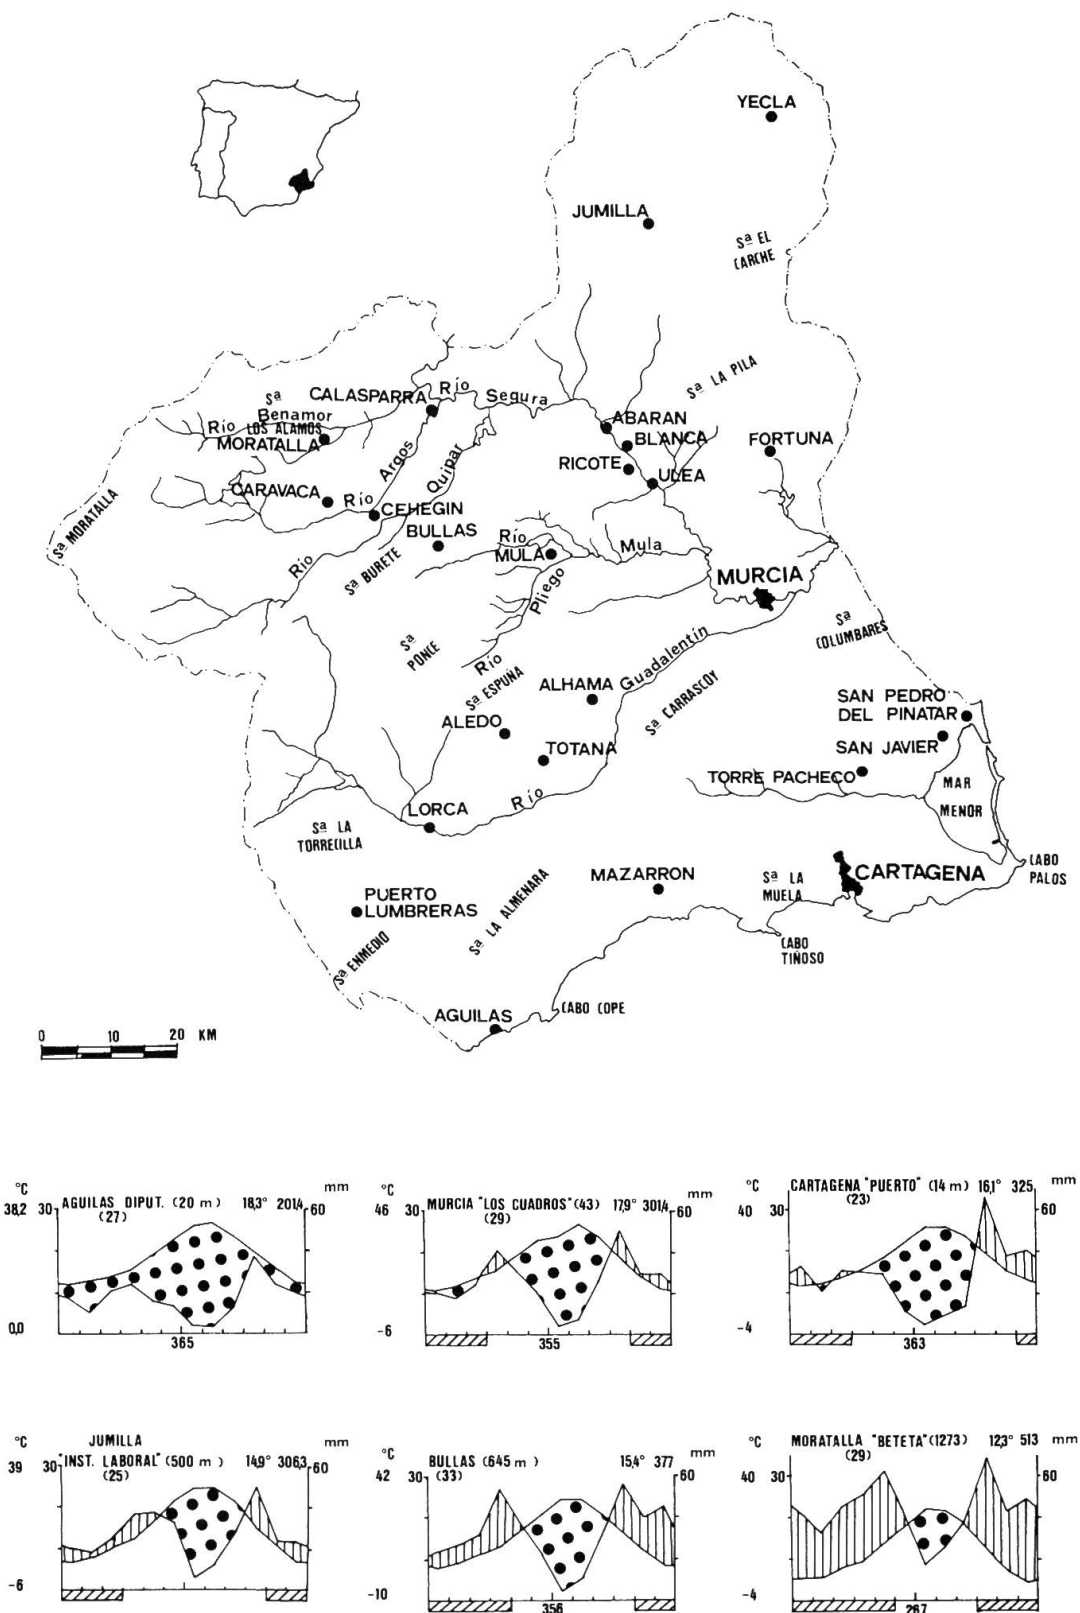 YECLA
JUMILLA
Sª EL
CARCHE
Sª LA PILA
Sª
LOS ALAMOS
CALASPARRA
Río Segura
Río Benamor
MORATALLA
ABARAN
BLANCA
RICOTE
ULEA
FORTUNA
Argos
Quipar
CARAVACA
Río
CEHEGIN
BULLAS
Sª MORATALLA
Río
Sª BURETE
Río
MULA
Mula
Pliego
Río
MURCIA
Sª
COLUMBARES
Sª
PONCE
Sª ESPUÑA
ALHAMA
Guadalentín
Sª CARRASCOY
ALEDO
TOTANA
Río
SAN PEDRO
DEL PINATAR
SAN JAVIER
TORRE PACHECO
MAR
MENOR
LORCA
Sª LA
TORRECILLA
PUERTO
LUMBRERAS
Sª ENMEDIO
Sª LA ALMENARA
MAZARRON
Sª LA
MUELA
CARTAGENA
CABO
PALOS
CABO
TIÑOSO
CABO COPE
AGUILAS
0 10 20 KM
°C AGUILAS DIPUT. (20 m) 18,3° 201,4 mm
38,2 30 (27) 60
0,0
365
°C MURCIA "LOS CUADROS" (43) 17,9° 301,4 mm
46 30 (29) 60
-6
355
°C CARTAGENA "PUERTO" (14 m) 16,1° 325 mm
40 30 (23) 60
-4
363
°C JUMILLA mm
39 30 "INST. LABORAL" (500 m) 14,9° 306,3 60
(25)
-6
°C BULLAS (645 m) 15,4° 377 mm
42 30 (33) 60
-10
356
°C MORATALLA "BETETA" (1273) 12,3° 513 mm
40 30 (29) 60
-4
267